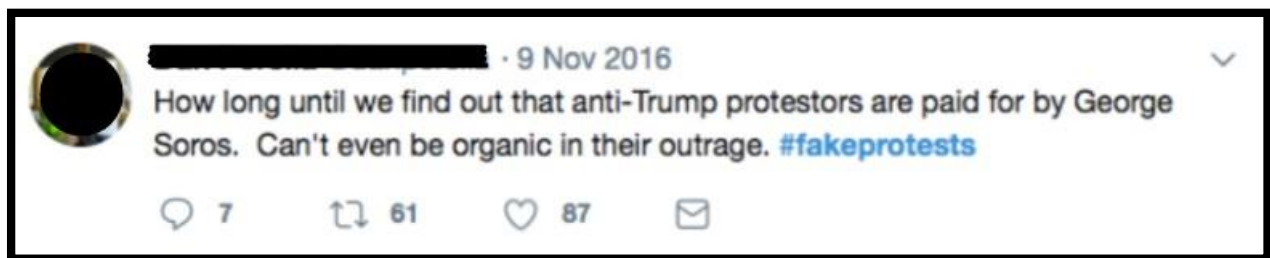 · 9 Nov 2016
How long until we find out that anti-Trump protestors are paid for by George
Soros.  Can't even be organic in their outrage. #fakeprotests
7 61 87